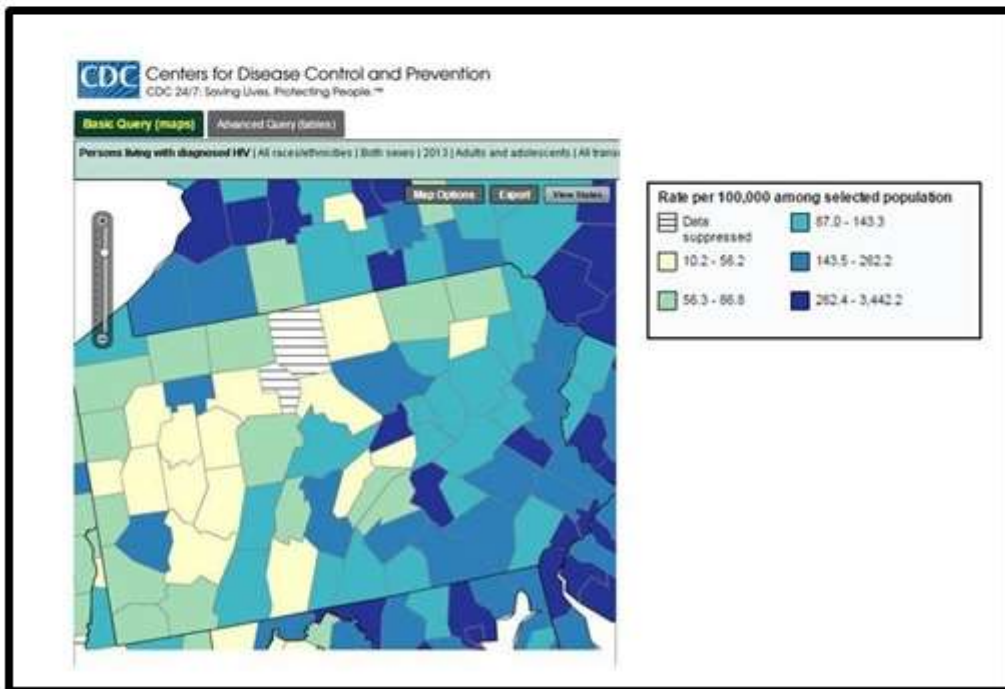 CDC Centers for Disease Control and Prevention
CDC 24/7: Saving Lives. Protecting People.™
Basic Query (maps) Advanced Query (tables)
Persons living with diagnosed HIV | All races/ethnicities | Both sexes | 2013 | Adults and adolescents | All
Map Options Export View States
Rate per 100,000 among selected population
Data suppressed
10.2 - 56.2
56.3 - 86.8
87.0 - 143.3
143.5 - 262.2
262.4 - 3,442.2